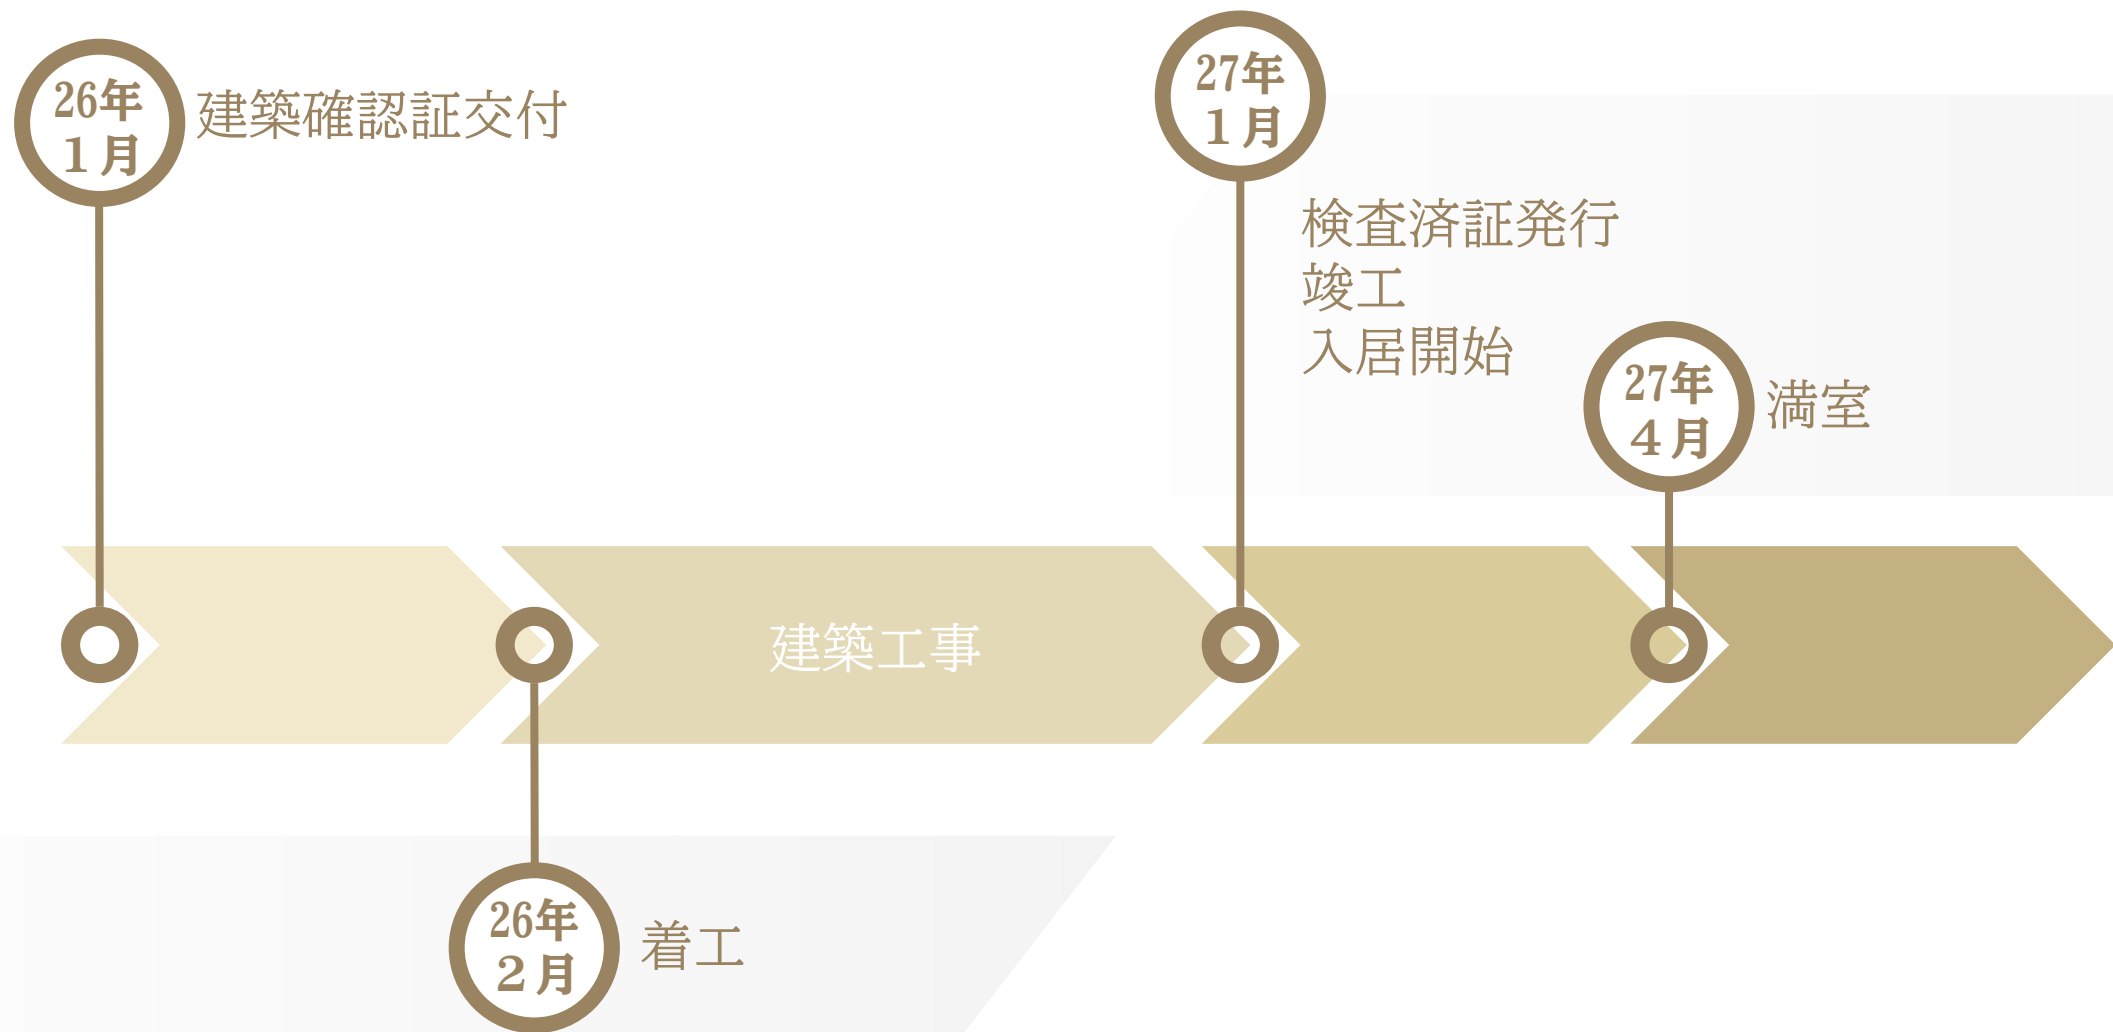 26年
１月
建築確認証交付
27年
１月
検査済証発行
竣工
入居開始
27年
４月
満室
建築工事
26年
２月
着工